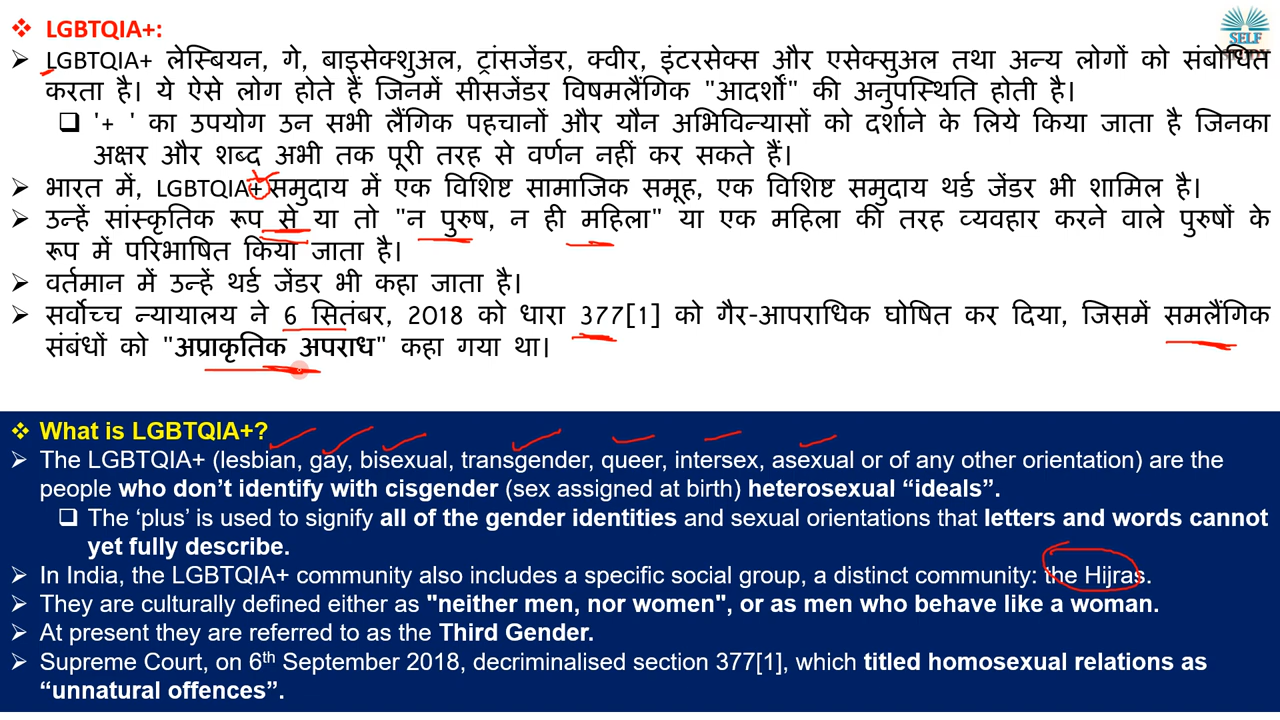 ❖ LGBTQIA+:
SELF
STUDY
➢ LGBTQIA+ लेस्बियन, गे, बाइसेक्शुअल, ट्रांसजेंडर, क्वीर, इंटरसेक्स और एसेक्सुअल तथा अन्य लोगों को संबोधित
करता है। ये ऐसे लोग होते हैं जिनमें सीसजेंडर विषमलैंगिक "आदर्शों" की अनुपस्थिति होती है।
❑ '+ ' का उपयोग उन सभी लैंगिक पहचानों और यौन अभिविन्यासों को दर्शाने के लिये किया जाता है जिनका
अक्षर और शब्द अभी तक पूरी तरह से वर्णन नहीं कर सकते हैं।
➢ भारत में, LGBTQIA+ समुदाय में एक विशिष्ट सामाजिक समूह, एक विशिष्ट समुदाय थर्ड जेंडर भी शामिल है।
➢ उन्हें सांस्कृतिक रूप से या तो "न पुरुष, न ही महिला" या एक महिला की तरह व्यवहार करने वाले पुरुषों के
रूप में परिभाषित किया जाता है।
➢ वर्तमान में उन्हें थर्ड जेंडर भी कहा जाता है।
➢ सर्वोच्च न्यायालय ने 6 सितंबर, 2018 को धारा 377[1] को गैर-आपराधिक घोषित कर दिया, जिसमें समलैंगिक
संबंधों को "अप्राकृतिक अपराध" कहा गया था।
❖ What is LGBTQIA+?
➢ The LGBTQIA+ (lesbian, gay, bisexual, transgender, queer, intersex, asexual or of any other orientation) are the
people who don’t identify with cisgender (sex assigned at birth) heterosexual “ideals”.
❑ The ‘plus’ is used to signify all of the gender identities and sexual orientations that letters and words cannot
yet fully describe.
➢ In India, the LGBTQIA+ community also includes a specific social group, a distinct community: the Hijras.
➢ They are culturally defined either as "neither men, nor women", or as men who behave like a woman.
➢ At present they are referred to as the Third Gender.
➢ Supreme Court, on 6th September 2018, decriminalised section 377[1], which titled homosexual relations as
“unnatural offences”.